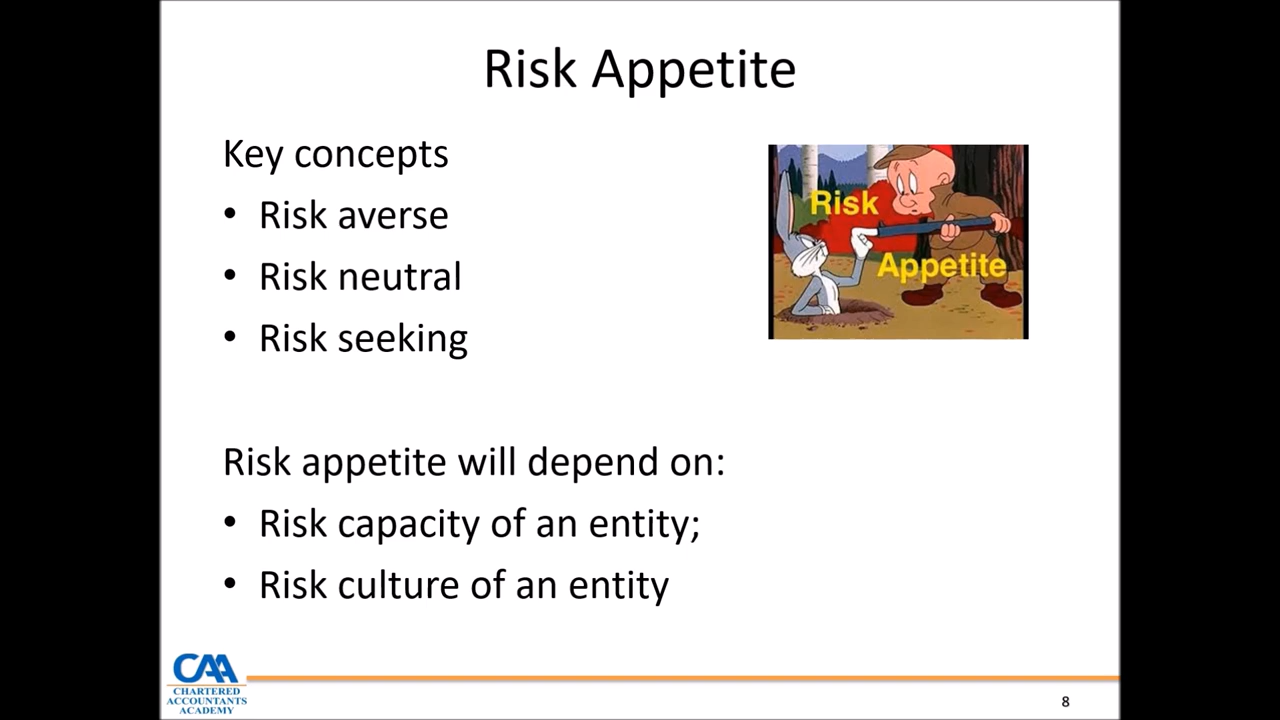 Risk Appetite
Key concepts
• Risk averse
• Risk neutral
• Risk seeking
Risk
Appetite
Risk appetite will depend on:
• Risk capacity of an entity;
• Risk culture of an entity
CAA
CHARTERED
ACCOUNTANTS
ACADEMY
8